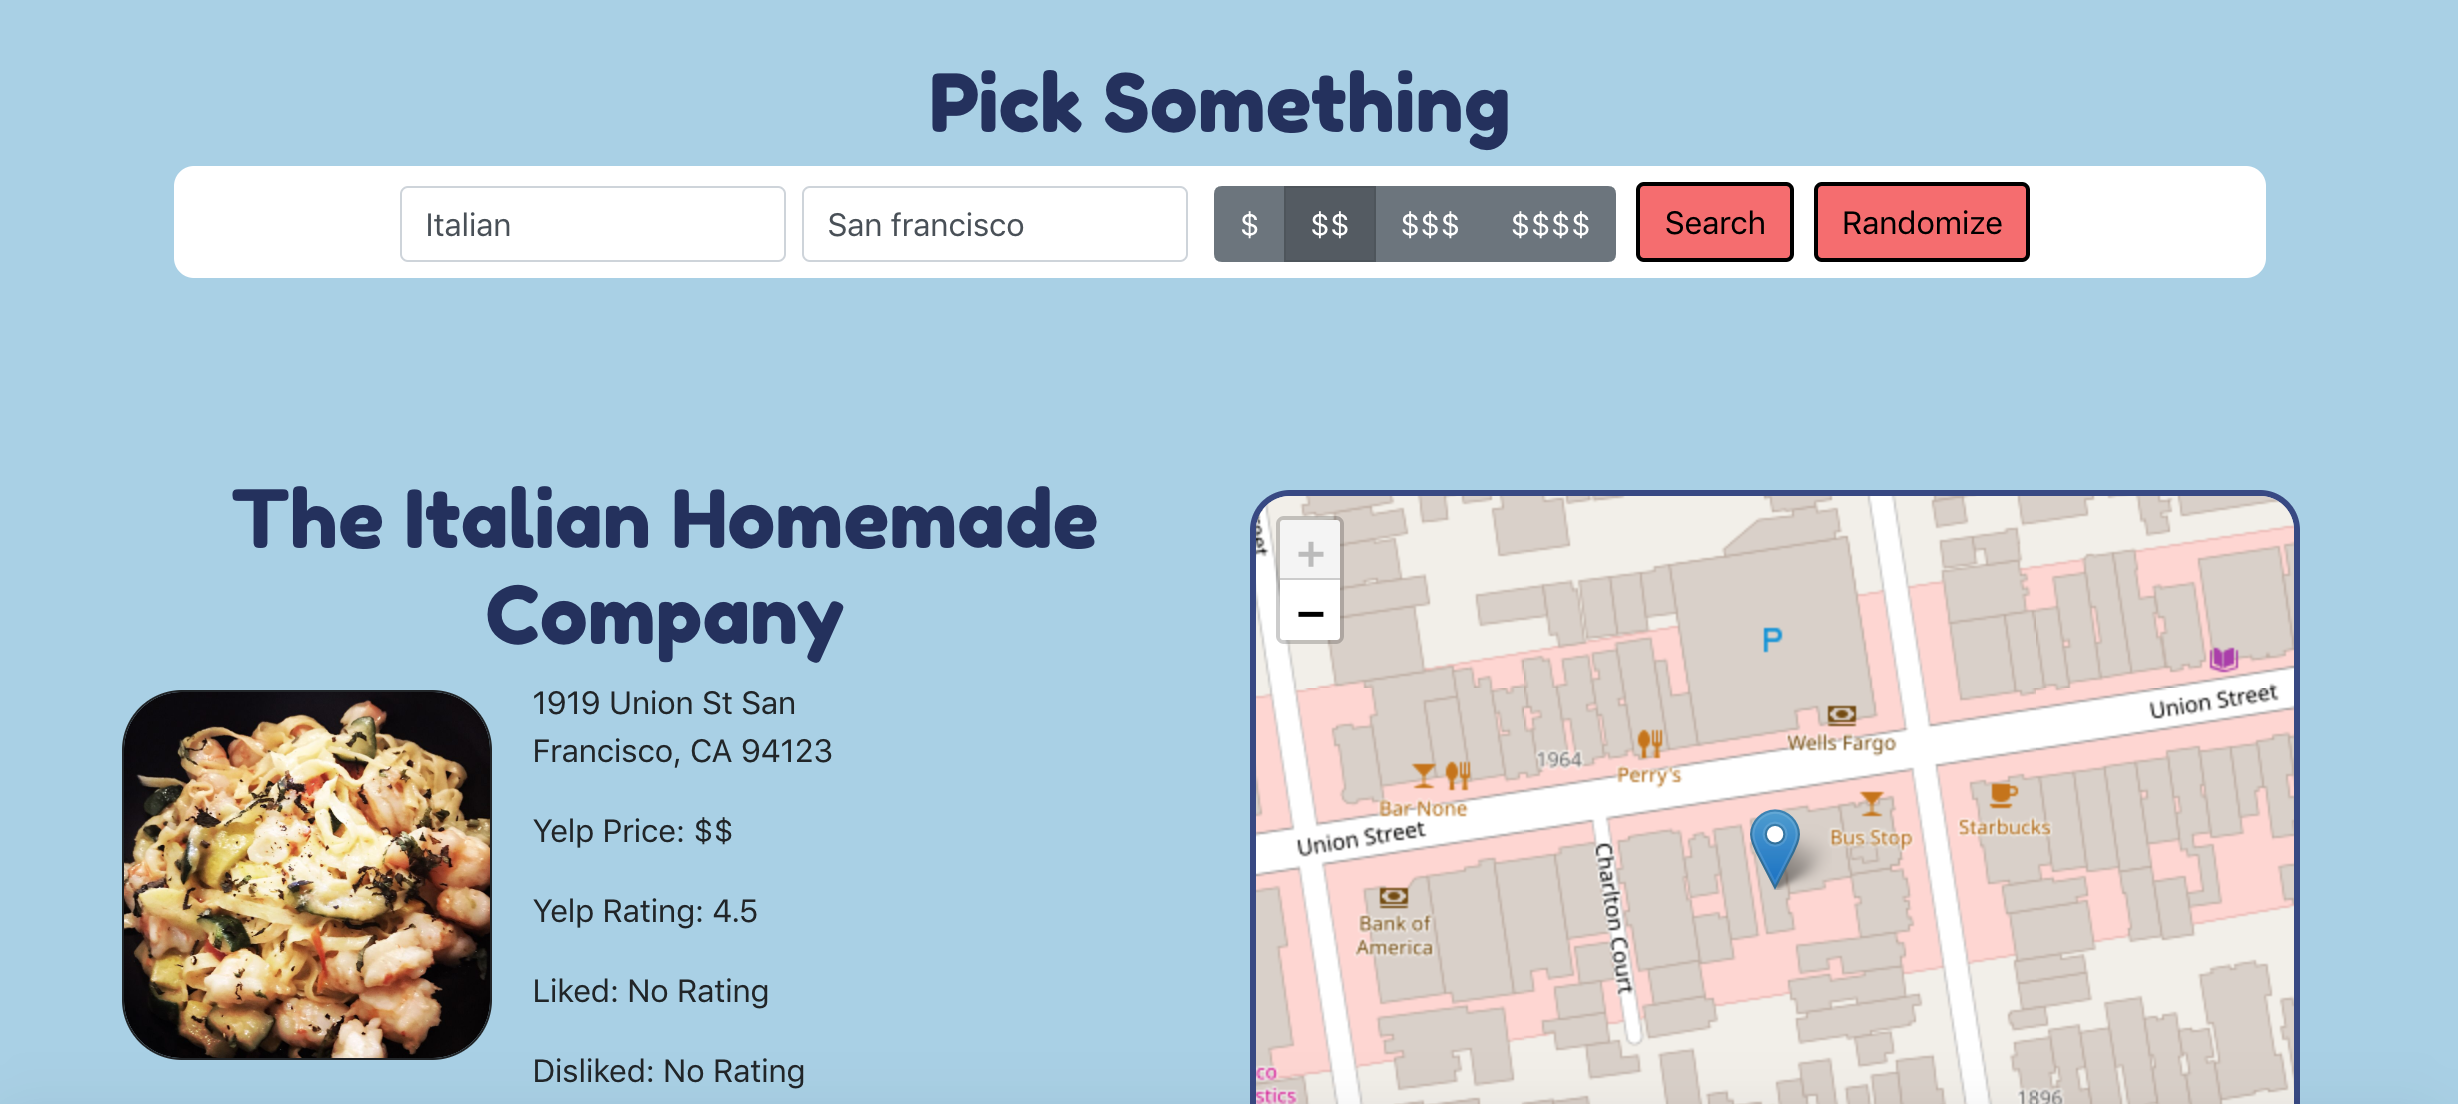 Pick Something
Italian
San francisco
$
$$
$$$
$$$$
Search
Randomize
The Italian Homemade
Company
1919 Union St San
Francisco, CA 94123
Yelp Price: $$
Yelp Rating: 4.5
Liked: No Rating
Disliked: No Rating
+
−
P
Union Street
Wells Fargo
1964
Perry's
Bar None
Union Street
Bus Stop
Starbucks
Charlton Court
Bank of
America
co
stics
1896